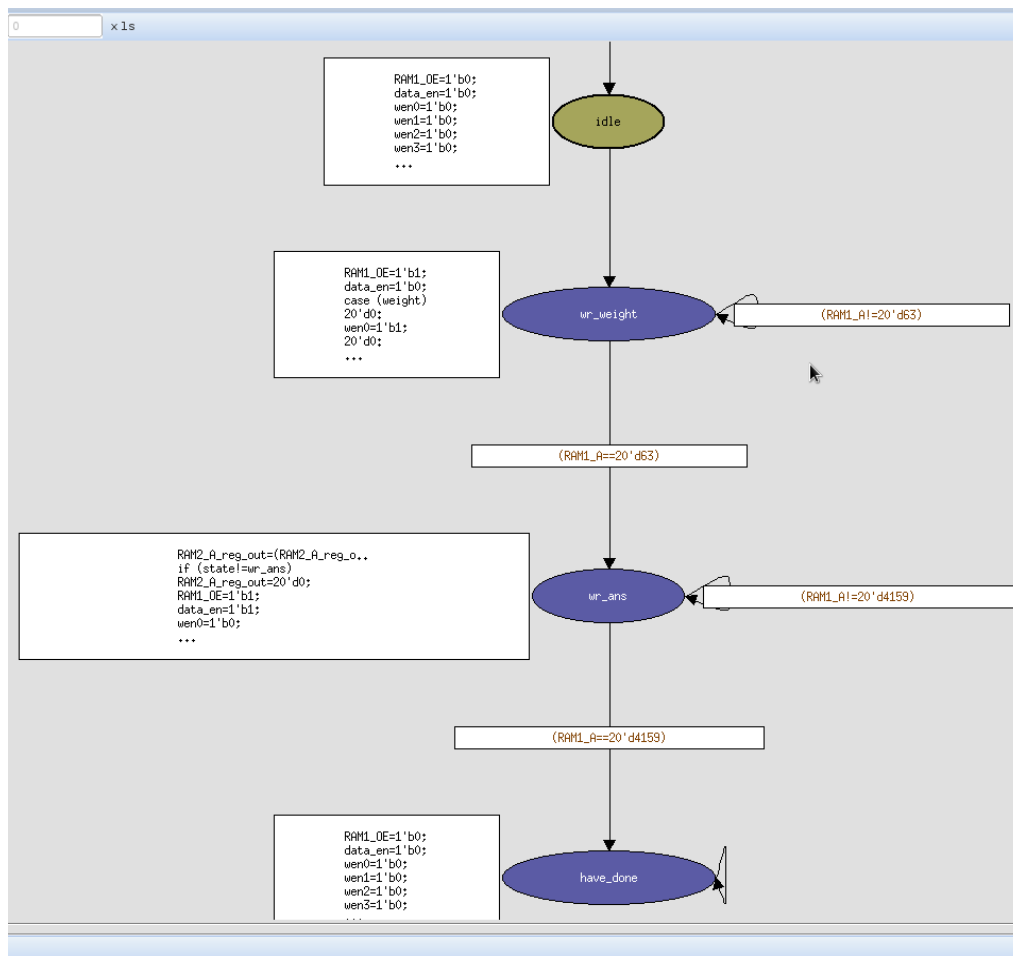 0
x1s
RAM1_OE=1'b0;
data_en=1'b0;
wen0=1'b0;
wen1=1'b0;
wen2=1'b0;
wen3=1'b0;
...
idle
RAM1_OE=1'b1;
data_en=1'b0;
case (weight)
20'd0:
wen0=1'b1;
20'd0:
...
wr_weight
(RAM1_A!=20'd63)
(RAM1_A==20'd63)
RAM2_A_reg_out=(RAM2_A_reg_o..
if (state!=wr_ans)
RAM2_A_reg_out=20'd0;
RAM1_OE=1'b1;
data_en=1'b1;
wen0=1'b0;
...
wr_ans
(RAM1_A!=20'd4159)
(RAM1_A==20'd4159)
RAM1_OE=1'b0;
data_en=1'b0;
wen0=1'b0;
wen1=1'b0;
wen2=1'b0;
wen3=1'b0;
...
have_done